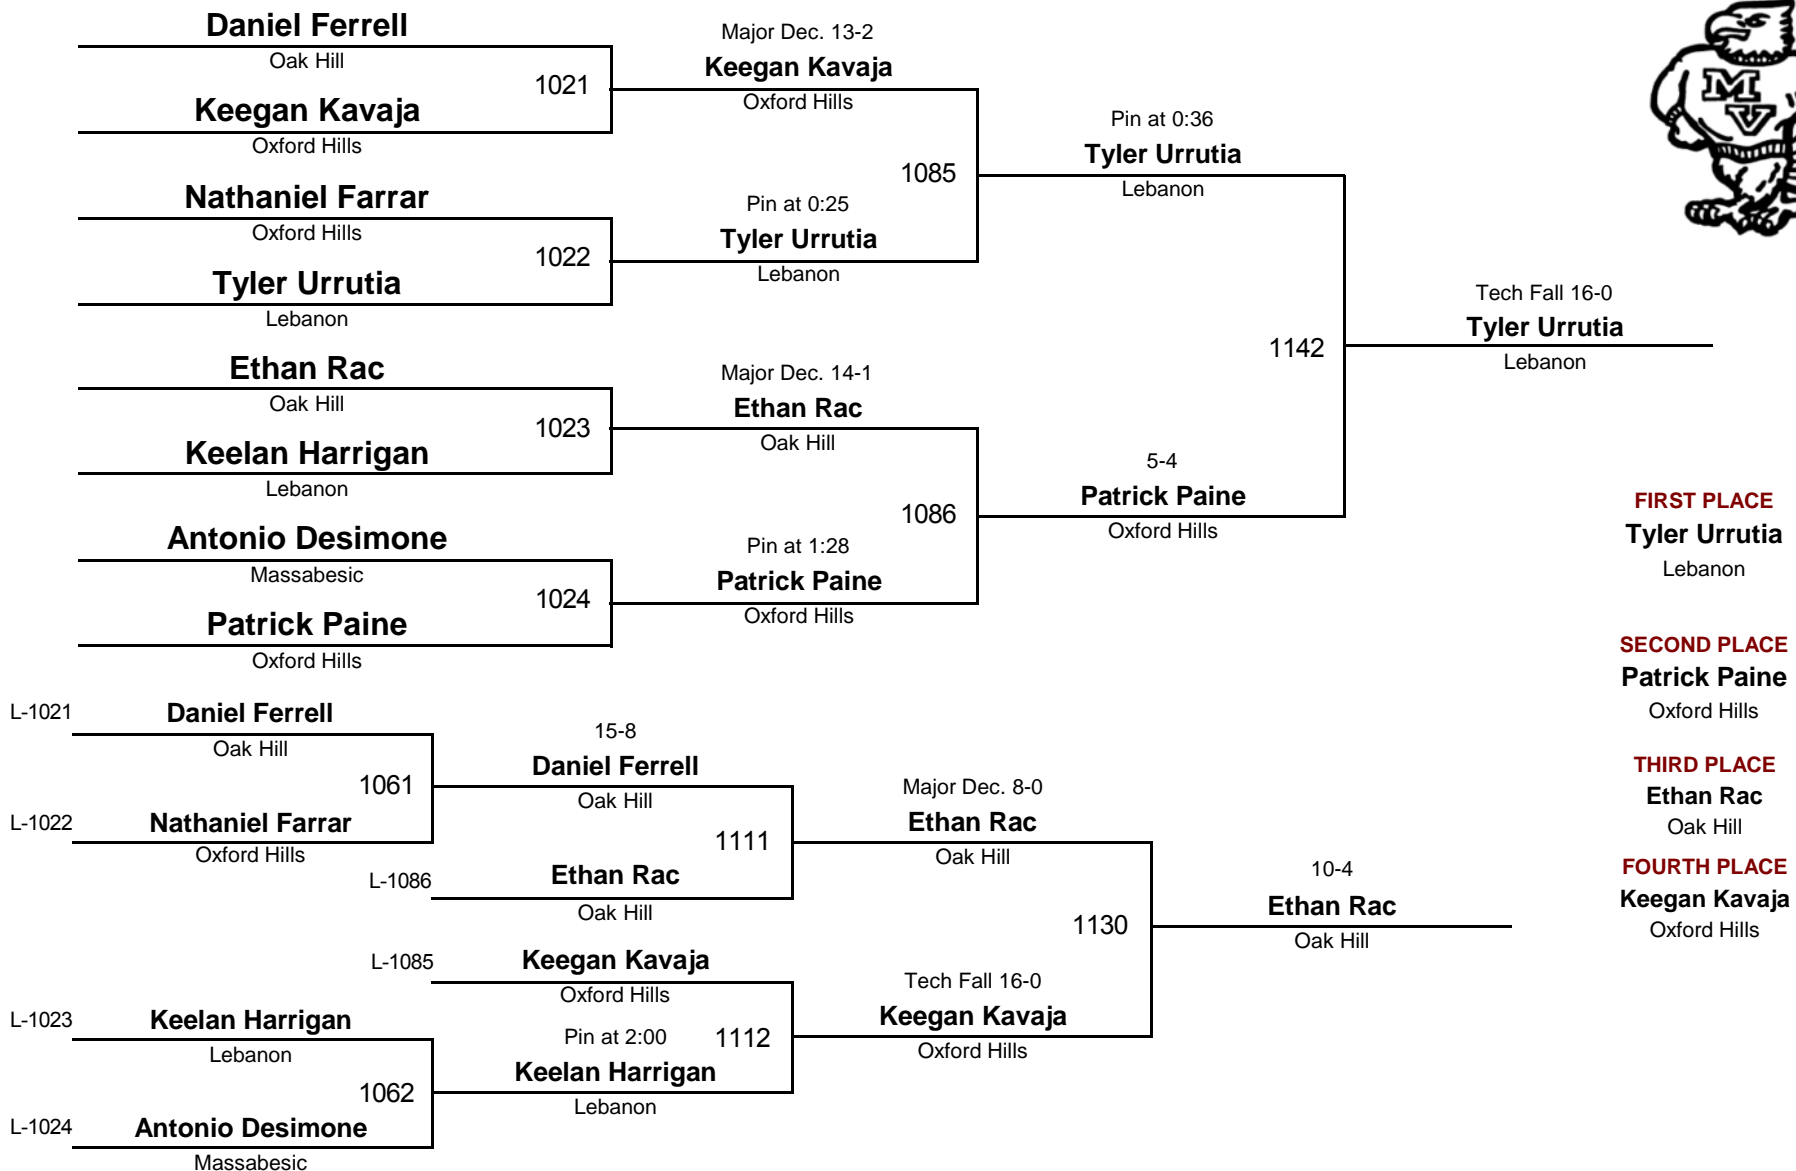 Daniel Ferrell
Oak Hill
1021
Keegan Kavaja
Oxford Hills
Nathaniel Farrar
Oxford Hills
1022
Tyler Urrutia
Lebanon
Ethan Rac
Oak Hill
1023
Keelan Harrigan
Lebanon
Antonio Desimone
Massabesic
1024
Patrick Paine
Oxford Hills
Major Dec. 13-2
Keegan Kavaja
Oxford Hills
1085
Pin at 0:25
Tyler Urrutia
Lebanon
Major Dec. 14-1
Ethan Rac
Oak Hill
1086
Pin at 1:28
Patrick Paine
Oxford Hills
Pin at 0:36
Tyler Urrutia
Lebanon
1142
5-4
Patrick Paine
Oxford Hills
Tech Fall 16-0
Tyler Urrutia
Lebanon
MV
FIRST PLACE
Tyler Urrutia
Lebanon
SECOND PLACE
Patrick Paine
Oxford Hills
THIRD PLACE
Ethan Rac
Oak Hill
FOURTH PLACE
Keegan Kavaja
Oxford Hills
L-1021
Daniel Ferrell
Oak Hill
1061
L-1022
Nathaniel Farrar
Oxford Hills
15-8
Daniel Ferrell
Oak Hill
1111
L-1086
Ethan Rac
Oak Hill
L-1085
Keegan Kavaja
Oxford Hills
L-1023
Keelan Harrigan
Lebanon
1062
L-1024
Antonio Desimone
Massabesic
Pin at 2:00
1112
Keelan Harrigan
Lebanon
Major Dec. 8-0
Ethan Rac
Oak Hill
1130
Tech Fall 16-0
Keegan Kavaja
Oxford Hills
10-4
Ethan Rac
Oak Hill